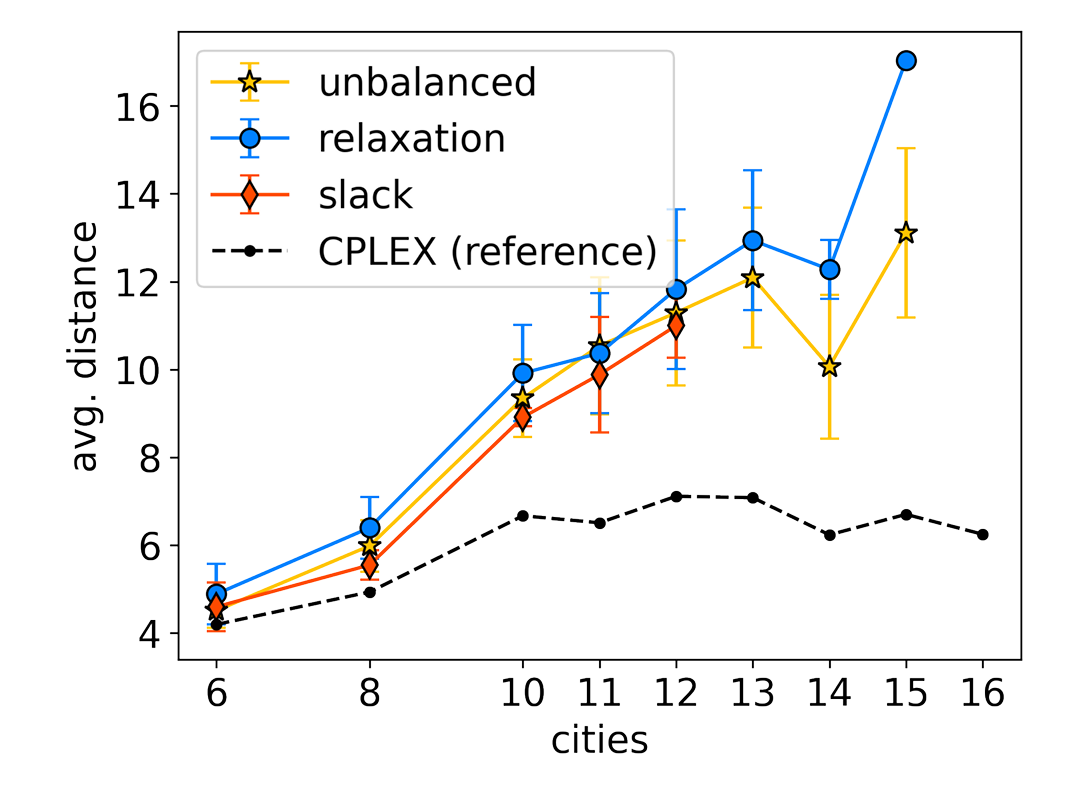 unbalanced
relaxation
slack
CPLEX (reference)
avg. distance
16
14
12
10
8
6
4
6 8 10 11 12 13 14 15 16
cities